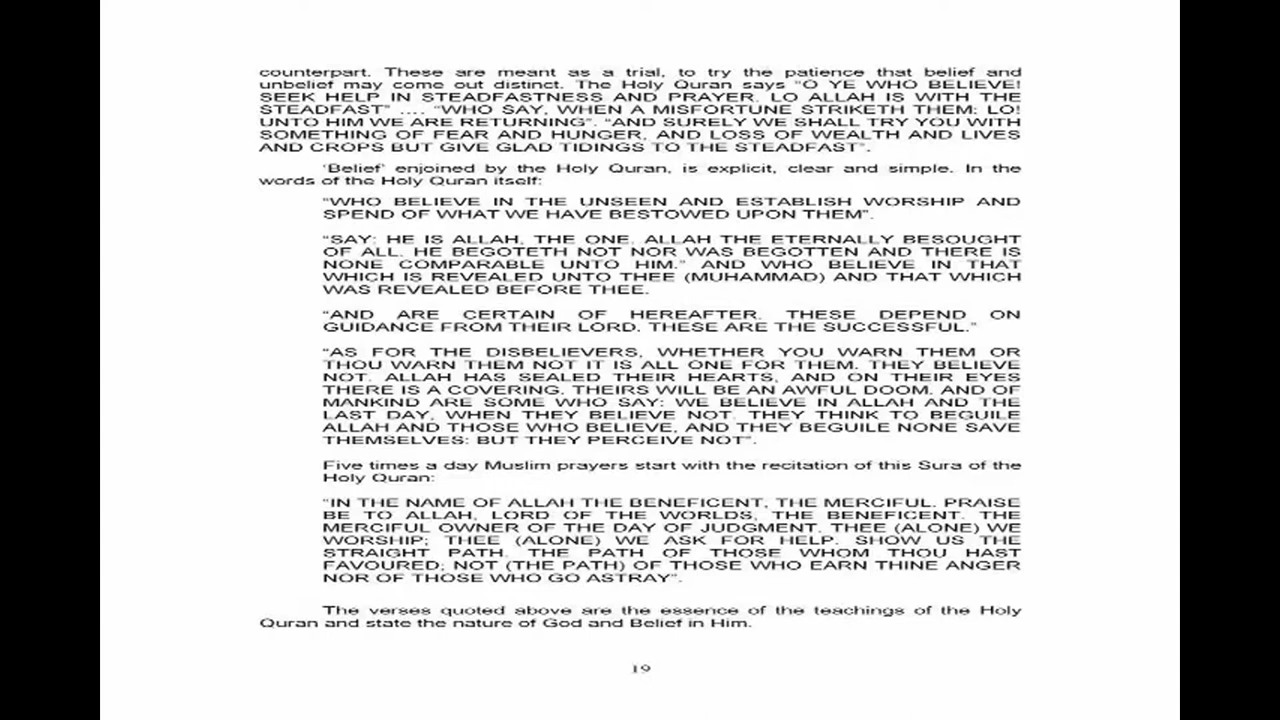 counterpart. These are meant as a trial, to try the patience that belief and
unbelief may come out distinct. The Holy Quran says "O YE WHO BELIEVE!
SEEK HELP IN STEADFASTNESS AND PRAYER. LO ALLAH IS WITH THE
STEADFAST" .... "WHO SAY, WHEN A MISFORTUNE STRIKETH THEM: LO!
UNTO HIM WE ARE RETURNING". "AND SURELY WE SHALL TRY YOU WITH
SOMETHING OF FEAR AND HUNGER, AND LOSS OF WEALTH AND LIVES
AND CROPS BUT GIVE GLAD TIDINGS TO THE STEADFAST".
'Belief' enjoined by the Holy Quran, is explicit, clear and simple. In the
words of the Holy Quran itself:
"WHO BELIEVE IN THE UNSEEN AND ESTABLISH WORSHIP AND
SPEND OF WHAT WE HAVE BESTOWED UPON THEM".
"SAY: HE IS ALLAH, THE ONE. ALLAH THE ETERNALLY BESOUGHT
OF ALL. HE BEGOTETH NOT NOR WAS BEGOTTEN AND THERE IS
NONE COMPARABLE UNTO HIM." AND WHO BELIEVE IN THAT
WHICH IS REVEALED UNTO THEE (MUHAMMAD) AND THAT WHICH
WAS REVEALED BEFORE THEE.
"AND ARE CERTAIN OF HEREAFTER. THESE DEPEND ON
GUIDANCE FROM THEIR LORD. THESE ARE THE SUCCESSFUL."
"AS FOR THE DISBELIEVERS, WHETHER YOU WARN THEM OR
THOU WARN THEM NOT IT IS ALL ONE FOR THEM. THEY BELIEVE
NOT. ALLAH HAS SEALED THEIR HEARTS, AND ON THEIR EYES
THERE IS A COVERING. THEIRS WILL BE AN AWFUL DOOM. AND OF
MANKIND ARE SOME WHO SAY: WE BELIEVE IN ALLAH AND THE
LAST DAY, WHEN THEY BELIEVE NOT. THEY THINK TO BEGUILE
ALLAH AND THOSE WHO BELIEVE, AND THEY BEGUILE NONE SAVE
THEMSELVES: BUT THEY PERCEIVE NOT".
Five times a day Muslim prayers start with the recitation of this Sura of the
Holy Quran:
"IN THE NAME OF ALLAH THE BENEFICENT, THE MERCIFUL. PRAISE
BE TO ALLAH, LORD OF THE WORLDS, THE BENEFICENT. THE
MERCIFUL OWNER OF THE DAY OF JUDGMENT. THEE (ALONE) WE
WORSHIP; THEE (ALONE) WE ASK FOR HELP. SHOW US THE
STRAIGHT PATH. THE PATH OF THOSE WHOM THOU HAST
FAVOURED; NOT (THE PATH) OF THOSE WHO EARN THINE ANGER
NOR OF THOSE WHO GO ASTRAY".
The verses quoted above are the essence of the teachings of the Holy
Quran and state the nature of God and Belief in Him.
19